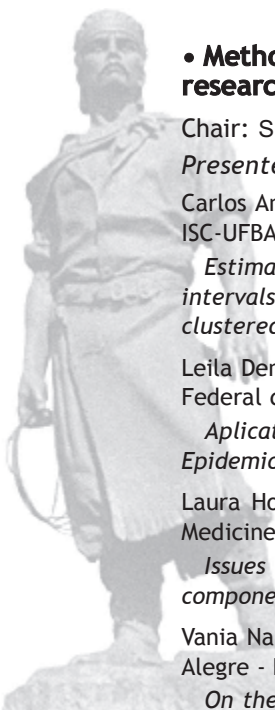 • Metho
researc
Chair: S
Presente
Carlos Ar
ISC-UFBA
Estima
intervals
clustered
Leila Der
Federal c
Aplicat
Epidemic
Laura Ho
Medicine
Issues
compone
Vania Na
Alegre -
On the